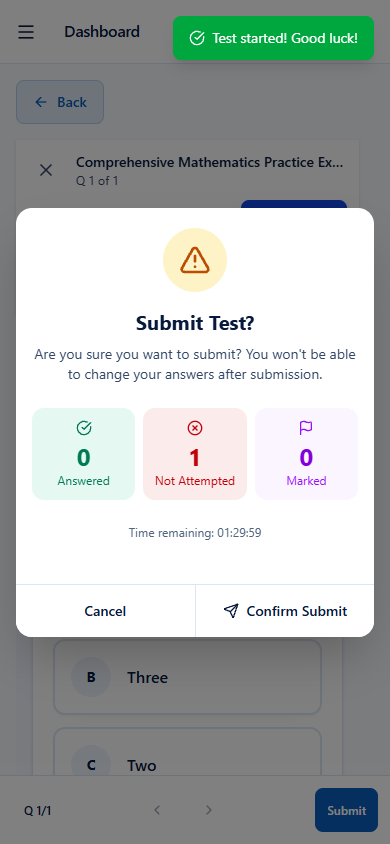 Dashboard
Test started! Good luck!
Back
Comprehensive Mathematics Practice Ex...
Q 1 of 1
Submit Test?
Are you sure you want to submit? You won't be able
to change your answers after submission.
0
Answered
1
Not Attempted
0
Marked
Time remaining: 01:29:59
Cancel
Confirm Submit
B
Three
C
Two
Q 1/1
Submit